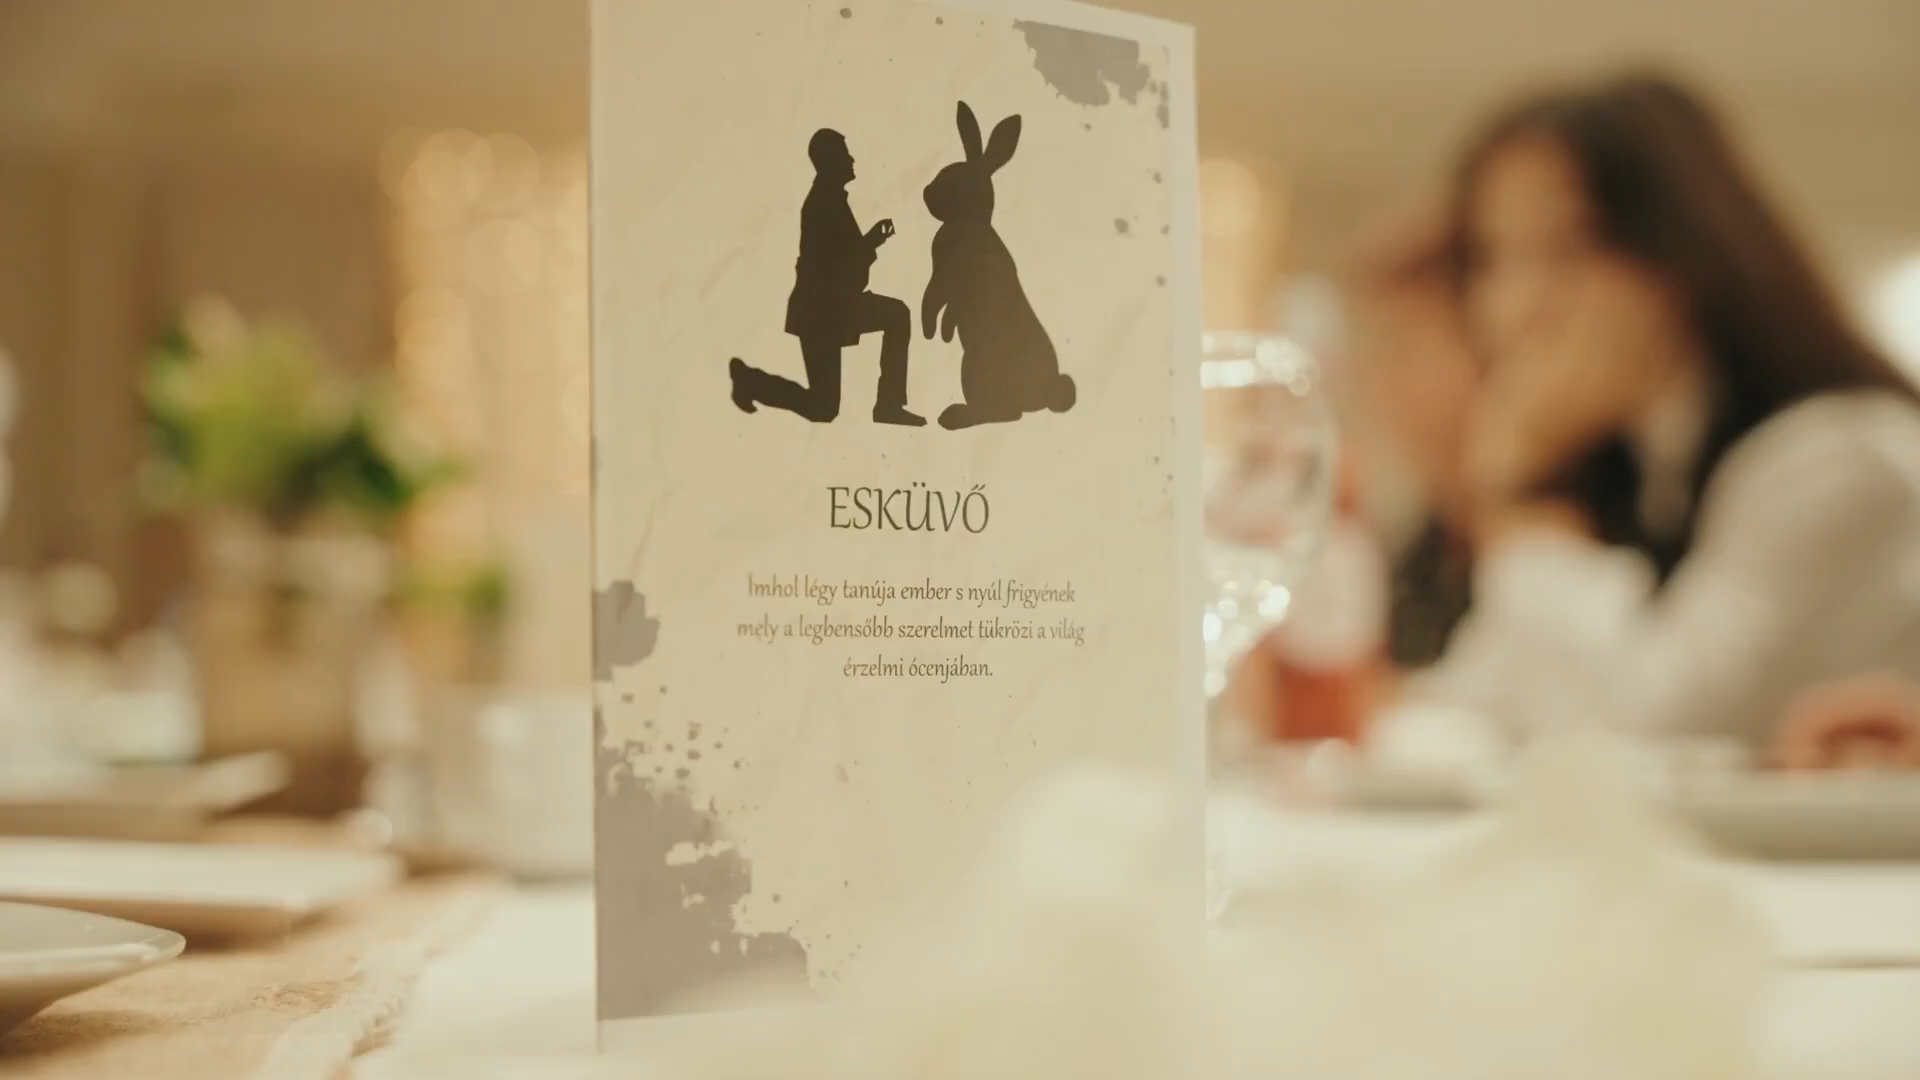 ESKÜVŐ
Imhol légy tanúja ember s nyúl frigyének
mely a legbensőbb szerelmet tükrözi a világ
érzelmi ócenjában.